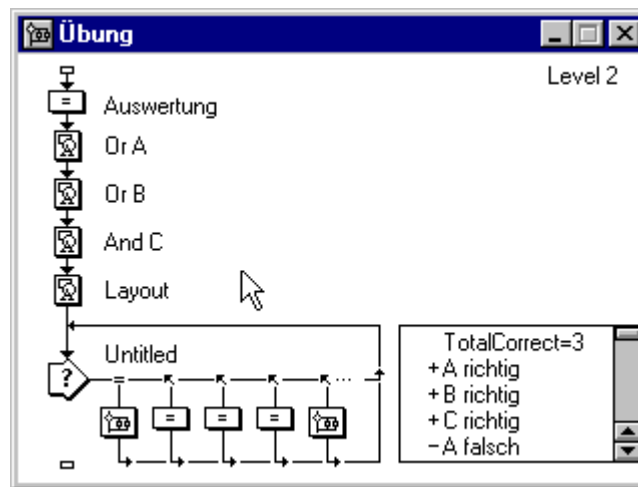 Übung
Level 2
=
Auswertung
Or A
Or B
And C
Layout
Untitled
?
=
= = =
TotalCorrect=3
+A richtig
+B richtig
+C richtig
−A falsch